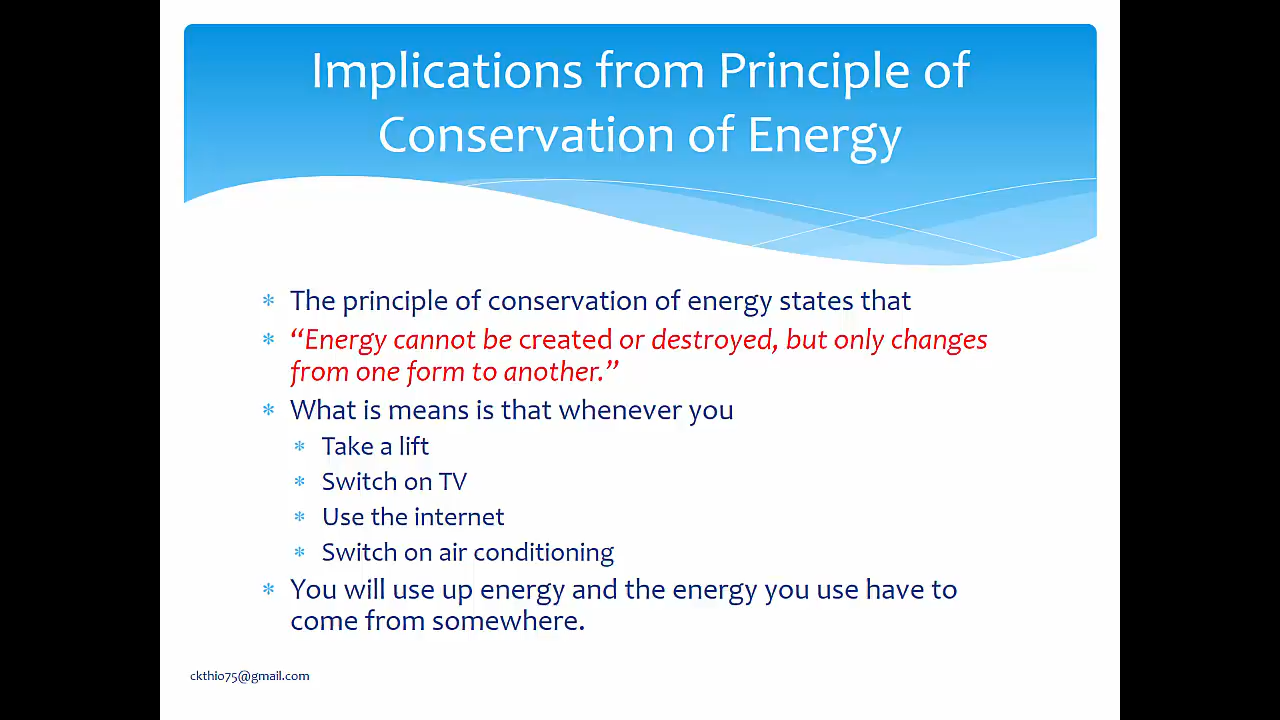 Implications from Principle of
Conservation of Energy
* The principle of conservation of energy states that
* “Energy cannot be created or destroyed, but only changes
from one form to another.”
* What is means is that whenever you
* Take a lift
* Switch on TV
* Use the internet
* Switch on air conditioning
* You will use up energy and the energy you use have to
come from somewhere.
ckthio75@gmail.com